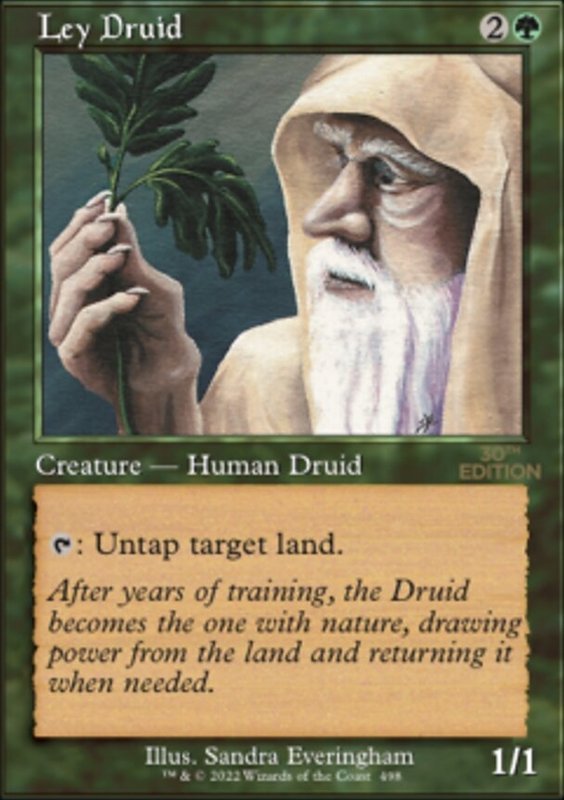 Ley Druid
2
Creature — Human Druid
30TH
EDITION
: Untap target land.
After years of training, the Druid
becomes the one with nature, drawing
power from the land and returning it
when needed.
Illus. Sandra Everingham
™ & © 2022 Wizards of the Coast 498
1/1